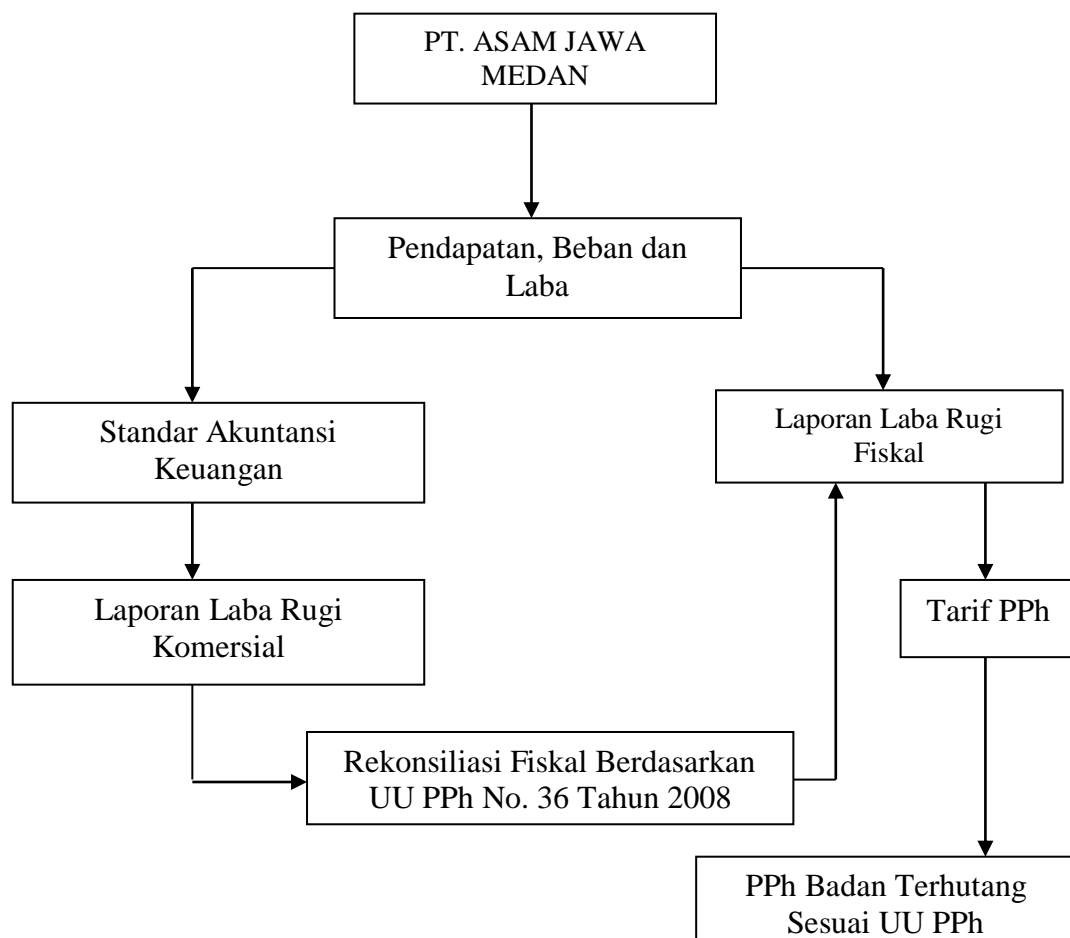 PT. ASAM JAWA
MEDAN
Pendapatan, Beban dan
Laba
Standar Akuntansi
Keuangan
Laporan Laba Rugi
Fiskal
Laporan Laba Rugi
Komersial
Tarif PPh
Rekonsiliasi Fiskal Berdasarkan
UU PPh No. 36 Tahun 2008
PPh Badan Terhutang
Sesuai UU PPh